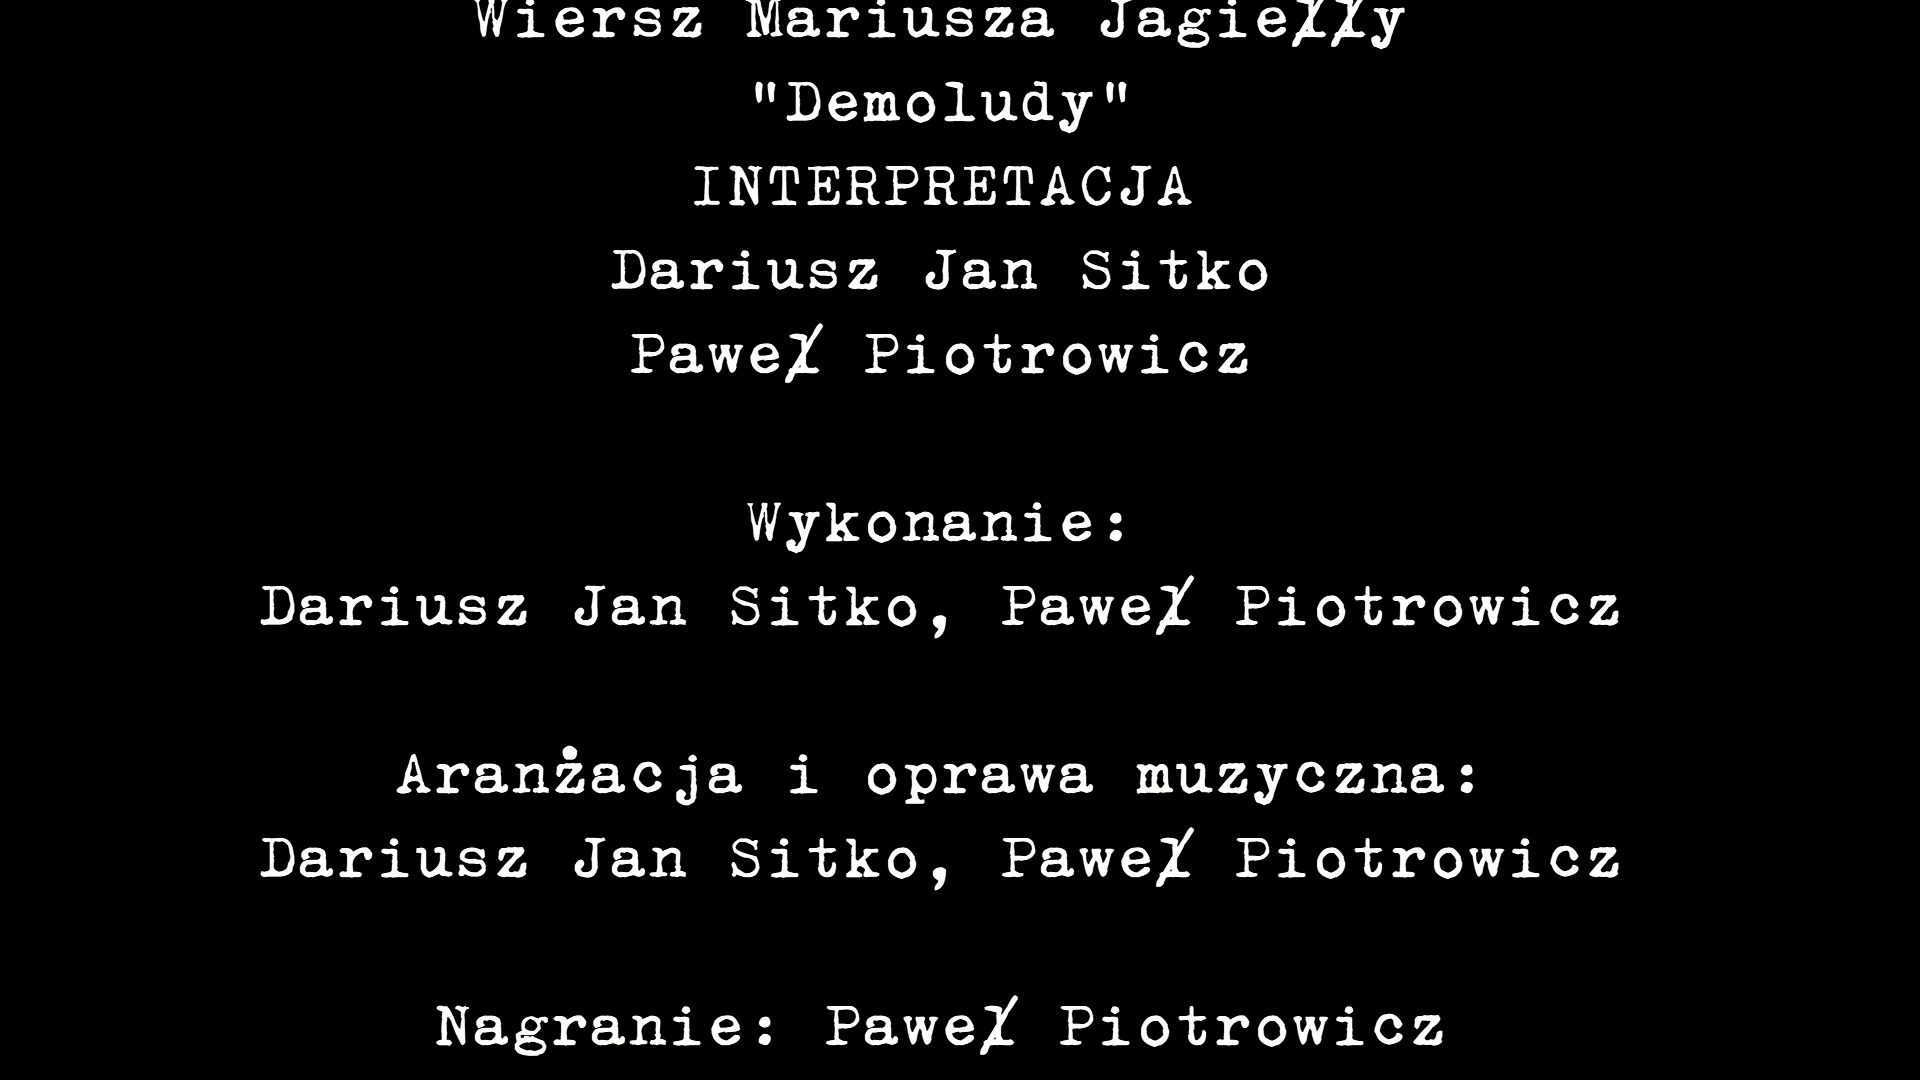 Wiersz Mariusza Jagiełły
"Demoludy"
INTERPRETACJA
Dariusz Jan Sitko
Paweł Piotrowicz
Wykonanie:
Dariusz Jan Sitko, Paweł Piotrowicz
Aranżacja i oprawa muzyczna:
Dariusz Jan Sitko, Paweł Piotrowicz
Nagranie: Paweł Piotrowicz